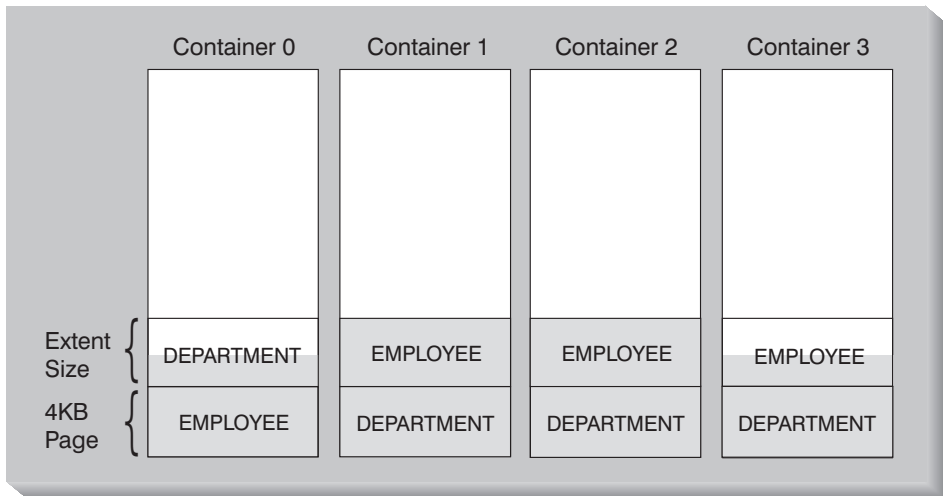 Container 0
Container 1
Container 2
Container 3
Extent
Size
DEPARTMENT
EMPLOYEE
EMPLOYEE
EMPLOYEE
4KB
Page
EMPLOYEE
DEPARTMENT
DEPARTMENT
DEPARTMENT